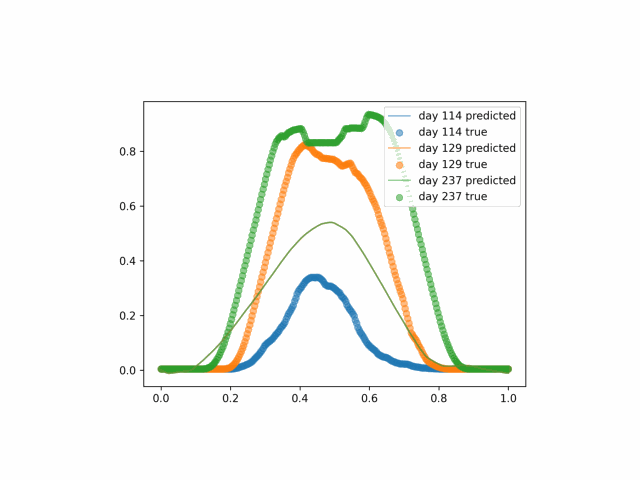 day 114 predicted
day 114 true
day 129 predicted
day 129 true
day 237 predicted
day 237 true
0.8
0.6
0.4
0.2
0.0
0.0 0.2 0.4 0.6 0.8 1.0